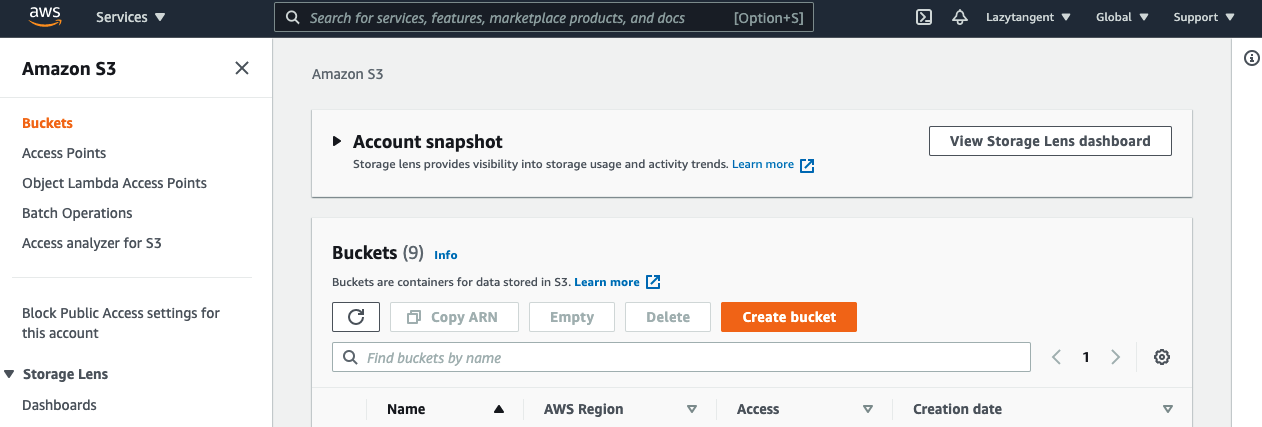 aws Services Search for services, features, marketplace products, and docs [Option+S] Lazytangent Global Support
Amazon S3
Buckets
Access Points
Object Lambda Access Points
Batch Operations
Access analyzer for S3
Block Public Access settings for
this account
Storage Lens
Dashboards
Amazon S3
Account snapshot
Storage lens provides visibility into storage usage and activity trends. Learn more
View Storage Lens dashboard
Buckets (9) Info
Buckets are containers for data stored in S3. Learn more
Copy ARN Empty Delete Create bucket
Find buckets by name 1
Name AWS Region Access Creation date